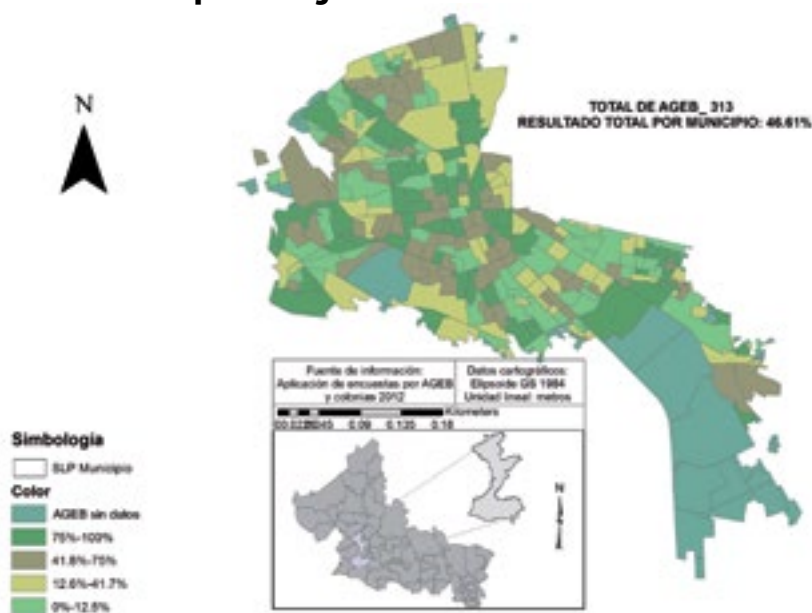 N
TOTAL DE AGEB_ 313
RESULTADO TOTAL POR MUNICIPIO: 46.61%
Fuente de información:
Aplicación de encuestas por AGEB
y colonias 2012
Datos cartográficos:
Elipsoide GS 1984
Unidad lineal: metros
Kilometers
0.09 0.135 0.18
N
Simbología
SLP Municipio
Color
AGEB sin datos
75%-100%
41.8%-75%
12.6%-41.7%
0%-12.5%